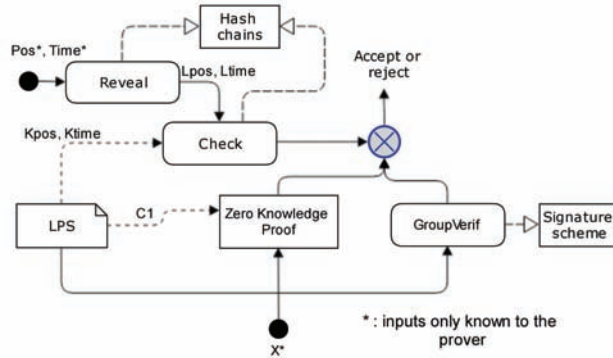 Hash
chains
Pos*, Time*
Reveal
Lpos, Ltime
Accept or
reject
Kpos, Ktime
Check
LPS
C1
Zero Knowledge
Proof
GroupVerif
Signature
scheme
X*
* : inputs only known to the
prover